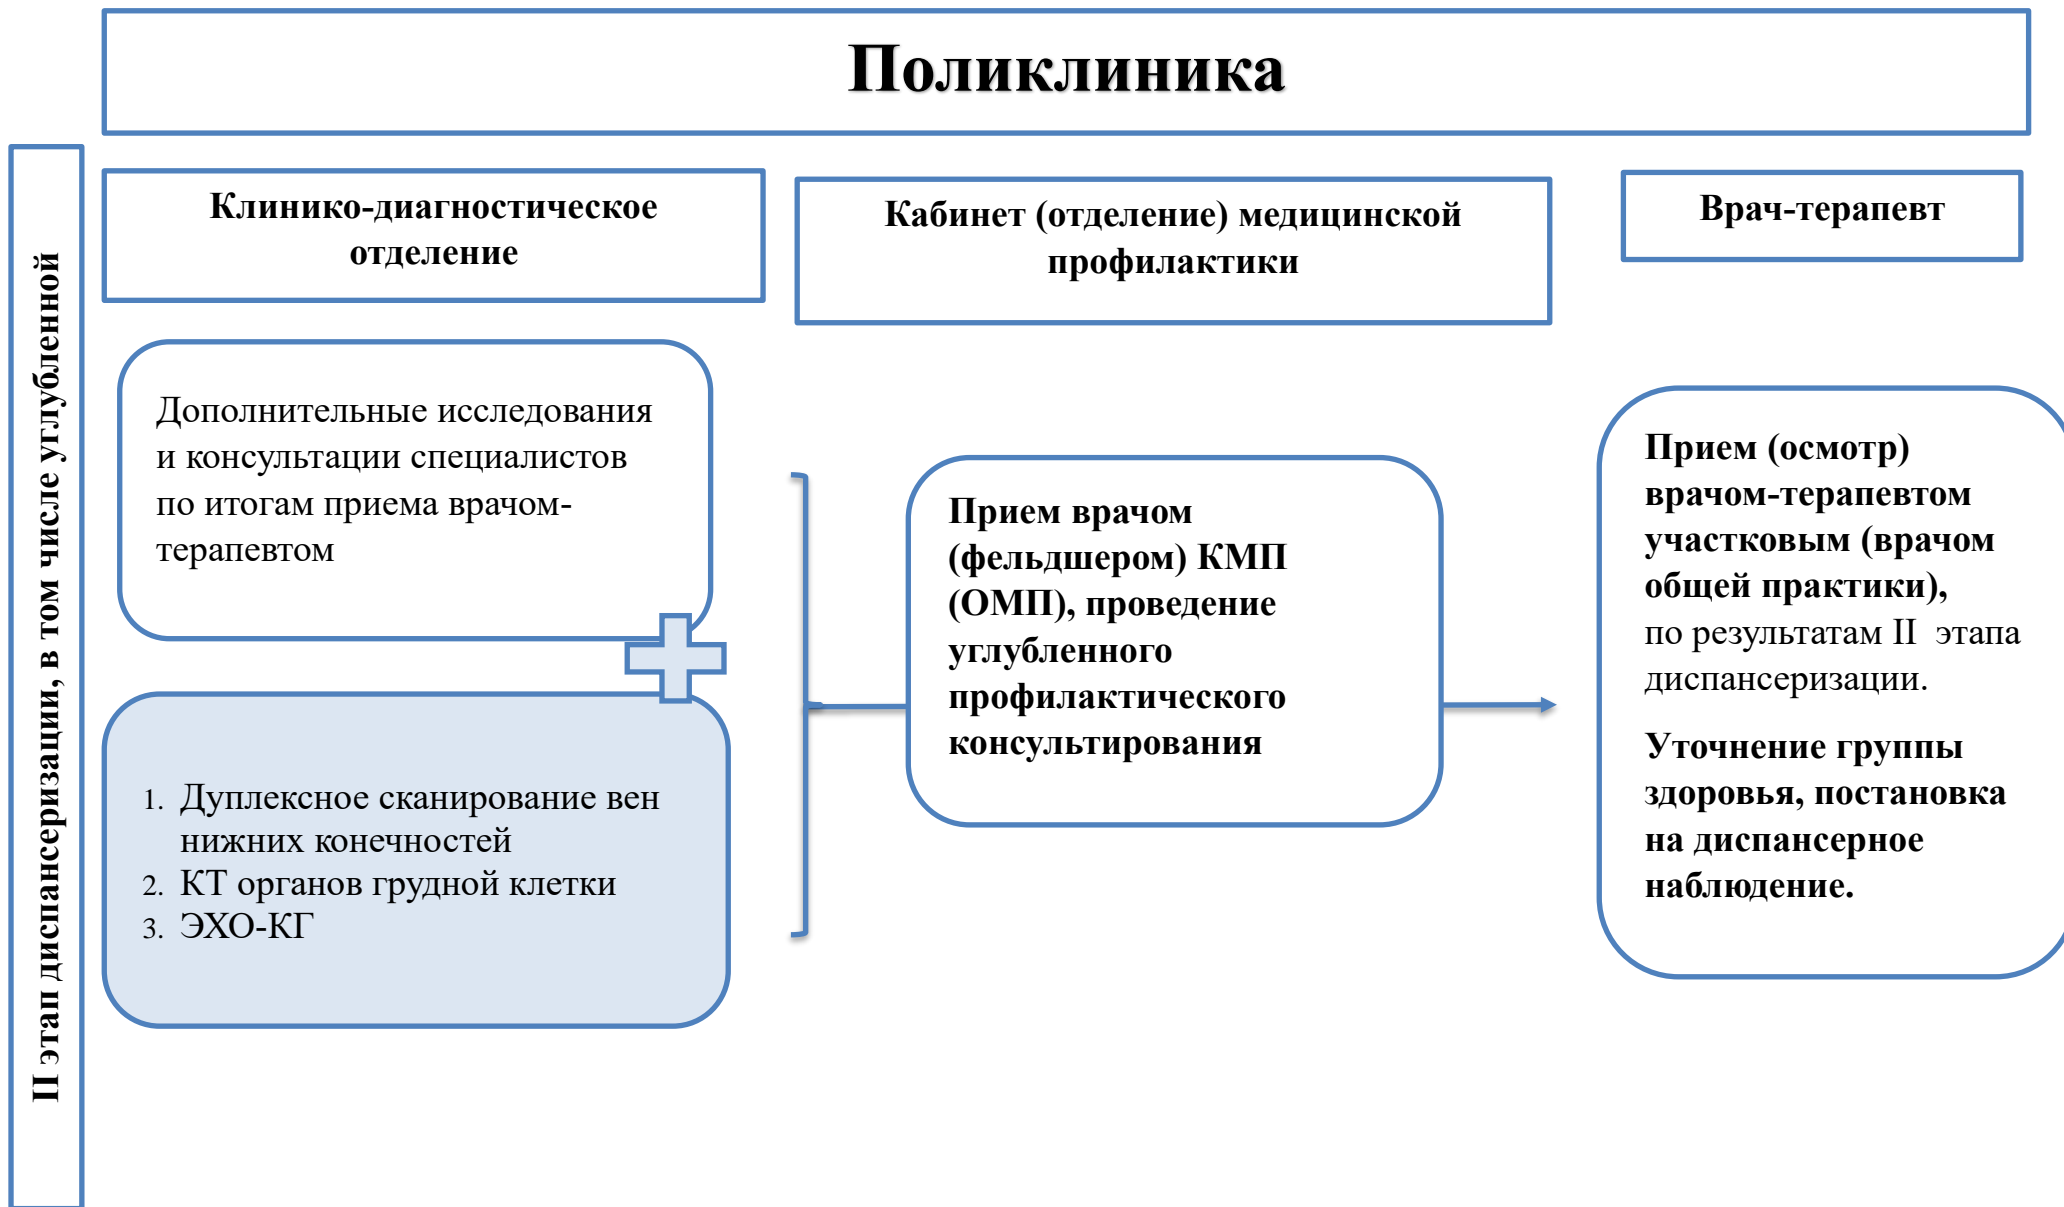 Поликлиника
II этап диспансеризации, в том числе углубленной
Клинико-диагностическое
отделение
Кабинет (отделение) медицинской
профилактики
Врач-терапевт
Дополнительные исследования
и консультации специалистов
по итогам приема врачом-
терапевтом
1. Дуплексное сканирование вен
нижних конечностей
2. КТ органов грудной клетки
3. ЭХО-КГ
Прием врачом
(фельдшером) КМП
(ОМП), проведение
углубленного
профилактического
консультирования
Прием (осмотр)
врачом-терапевтом
участковым (врачом
общей практики),
по результатам II этапа
диспансеризации.
Уточнение группы
здоровья, постановка
на диспансерное
наблюдение.